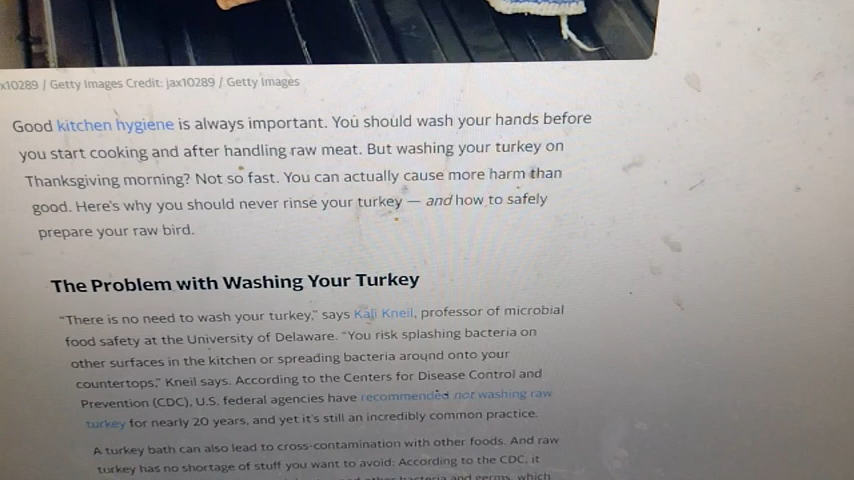 x10289 / Getty Images Credit: jax10289 / Getty Images
Good kitchen hygiene is always important. You should wash your hands before
you start cooking and after handling raw meat. But washing your turkey on
Thanksgiving morning? Not so fast. You can actually cause more harm than
good. Here's why you should never rinse your turkey — and how to safely
prepare your raw bird.
The Problem with Washing Your Turkey
“There is no need to wash your turkey,” says Kali Kneil, professor of microbial
food safety at the University of Delaware. “You risk splashing bacteria on
other surfaces in the kitchen or spreading bacteria around onto your
countertops,” Kneil says. According to the Centers for Disease Control and
Prevention (CDC), U.S. federal agencies have recommended not washing raw
turkey for nearly 20 years, and yet it's still an incredibly common practice.
A turkey bath can also lead to cross-contamination with other foods. And raw
turkey has no shortage of stuff you want to avoid: According to the CDC, it
other bacteria and germs, which